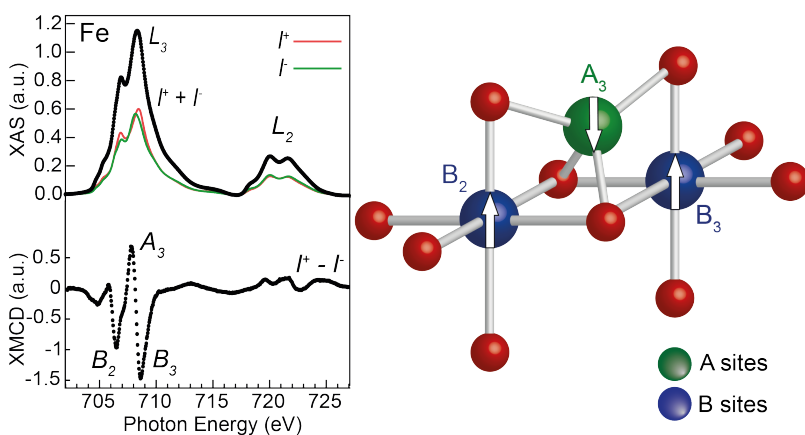 Fe
L3
I+
I-
I+ + I-
L2
XAS (a.u.)
1.2
1.0
0.8
0.6
0.4
0.2
0.0
A3
I+ - I-
XMCD (a.u.)
0.5
0
-0.5
-1
-1.5
B2
B3
705 710 715 720 725
Photon Energy (eV)
A3
B2
B3
A sites
B sites